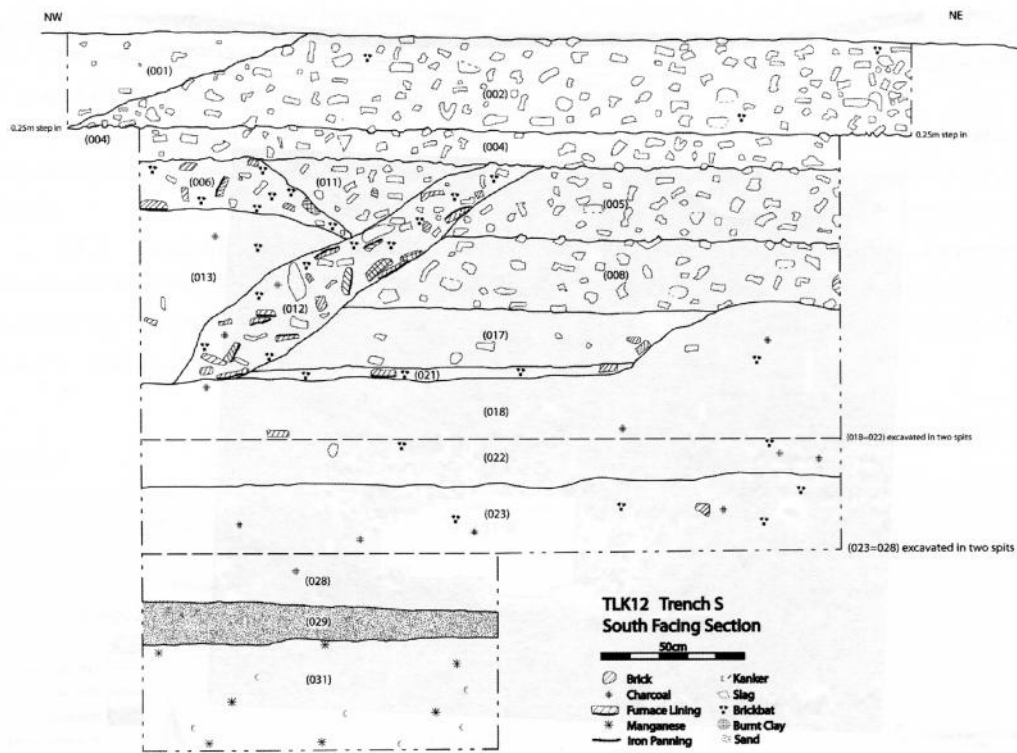 NW
NE
(001)
(002)
0.25m step in
(004)
(004)
0.25m step in
(006)
(011)
(005)
(013)
(008)
(012)
(017)
(021)
(018)
(018=022) excavated in two spits
(022)
(023)
(023=028) excavated in two spits
(028)
(029)
(031)
TLK12 Trench S
South Facing Section
50cm
Brick
Charcoal
Furnace Lining
Manganese
Iron Panning
Kanker
Slag
Brickbat
Burnt Clay
Sand